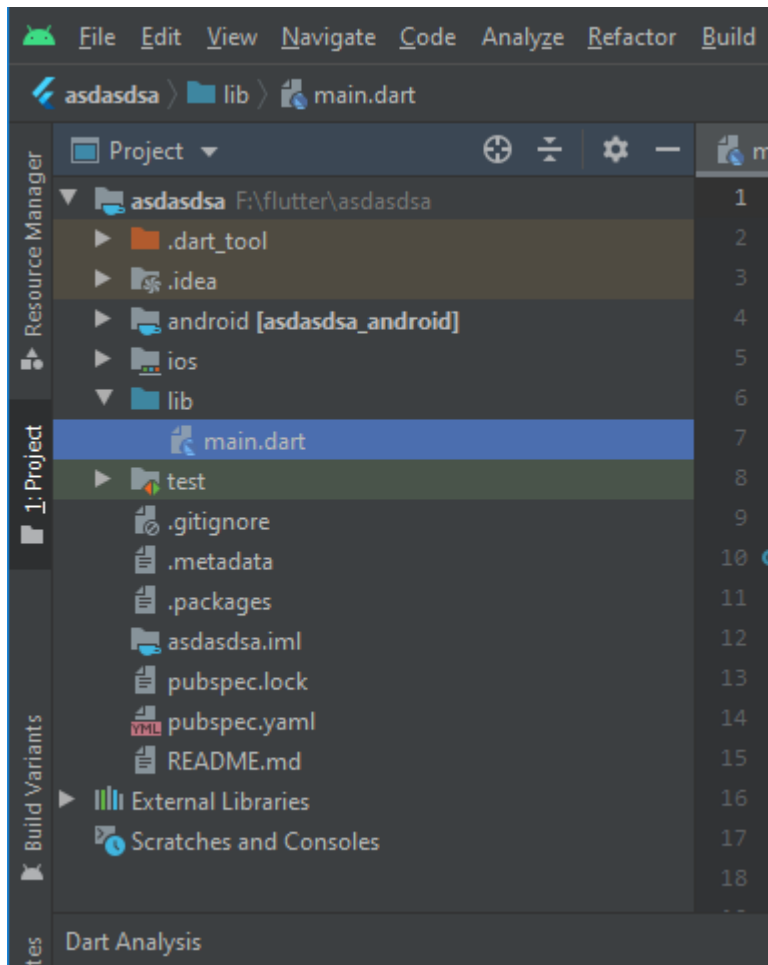 File Edit View Navigate Code Analyze Refactor Build
asdasdsa lib main.dart
Project
asdasdsa F:\flutter\asdasdsa
.dart_tool
.idea
android [asdasdsa_android]
ios
lib
main.dart
test
.gitignore
.metadata
.packages
asdasdsa.iml
pubspec.lock
YML pubspec.yaml
README.md
External Libraries
Scratches and Consoles
Dart Analysis
Resource Manager
1: Project
Build Variants
m
1
2
3
4
5
6
7
8
9
10
11
12
13
14
15
16
17
18